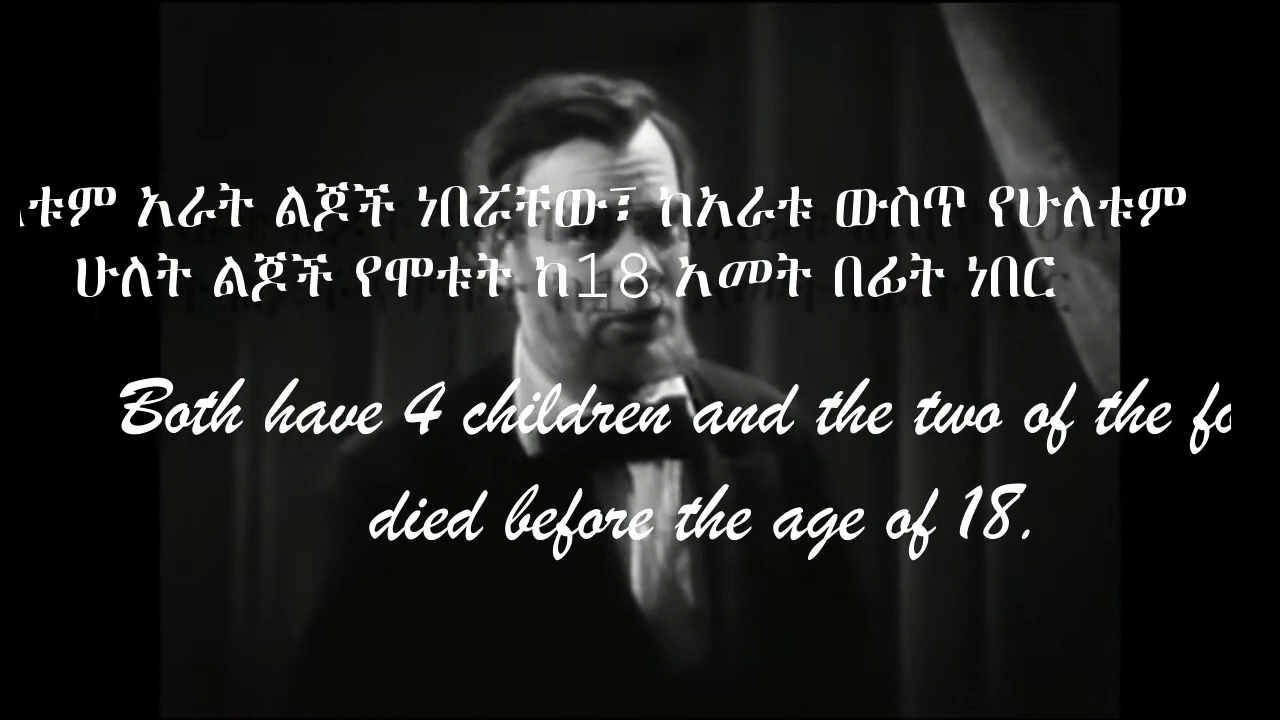 አራት ልጆች ነበሯቸው፣ ከአራቱ ውስጥ የሁለቱም
ሁለት ልጆች የሞቱት ከ18 አመት በፊት ነበር
Both have 4 children and the two of the
died before the age of 18.